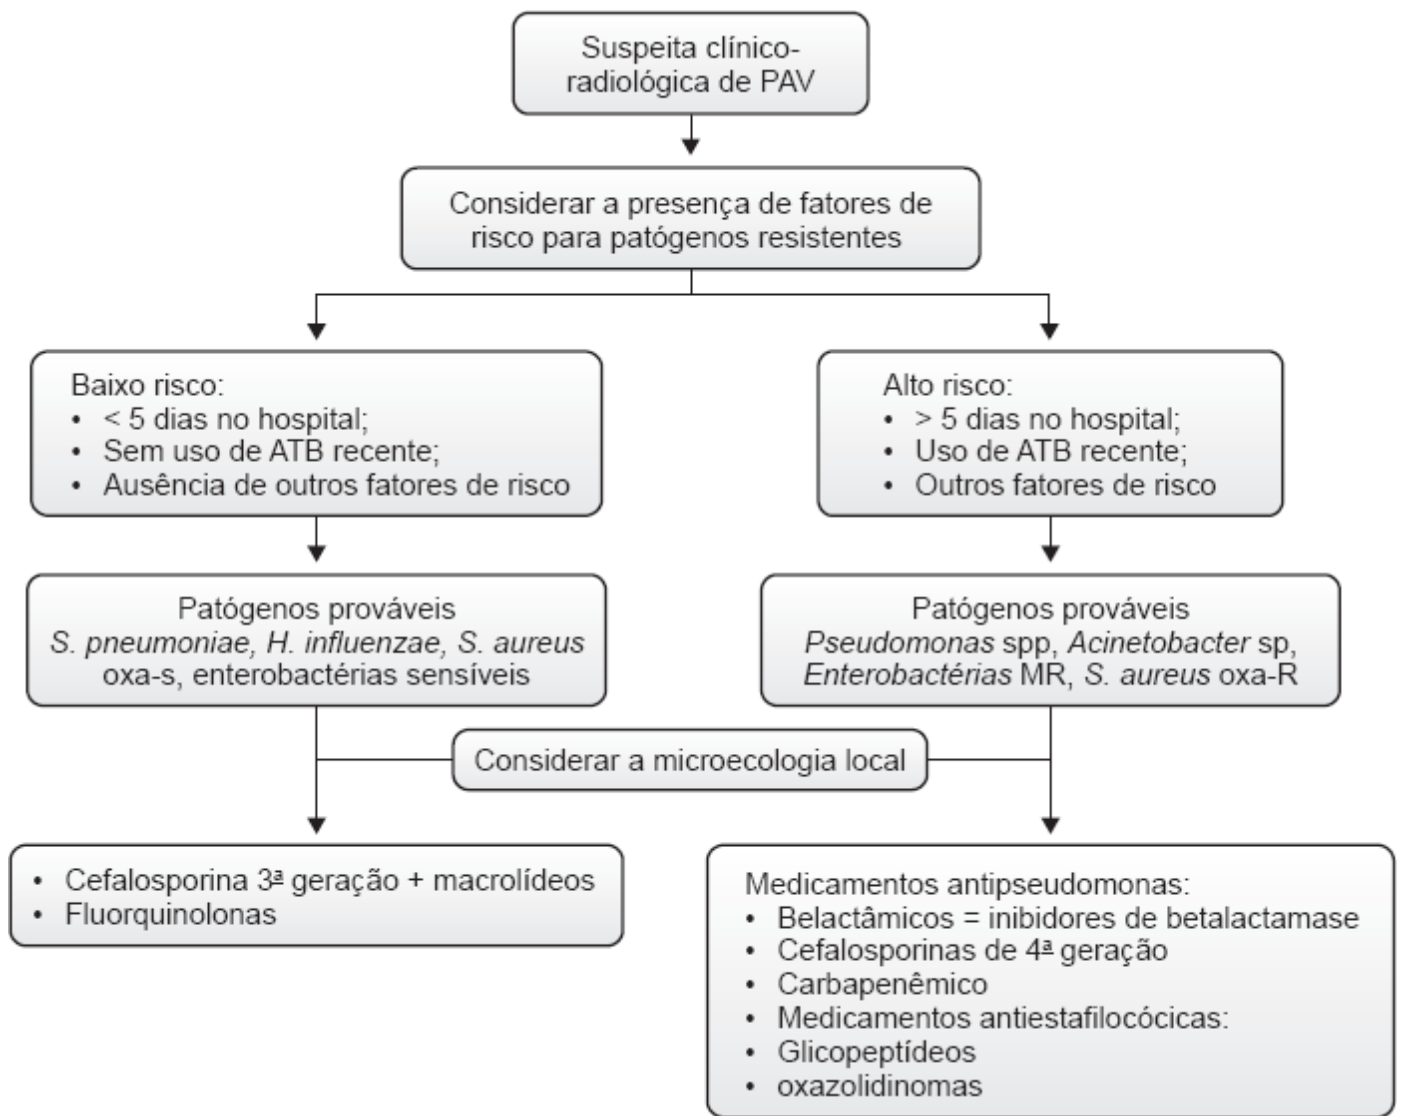 Suspeita clínico-
radiológica de PAV
Considerar a presença de fatores de
risco para patógenos resistentes
Baixo risco:
• < 5 dias no hospital;
• Sem uso de ATB recente;
• Ausência de outros fatores de risco
Alto risco:
• > 5 dias no hospital;
• Uso de ATB recente;
• Outros fatores de risco
Patógenos prováveis
S. pneumoniae, H. influenzae, S. aureus
oxa-s, enterobactérias sensíveis
Patógenos prováveis
Pseudomonas spp, Acinetobacter sp,
Enterobactérias MR, S. aureus oxa-R
Considerar a microecologia local
• Cefalosporina 3ª geração + macrolídeos
• Fluorquinolonas
Medicamentos antipseudomonas:
• Belactâmicos = inibidores de betalactamase
• Cefalosporinas de 4ª geração
• Carbapenêmico
• Medicamentos antiestafilocócicas:
• Glicopeptídeos
• oxazolidinomas